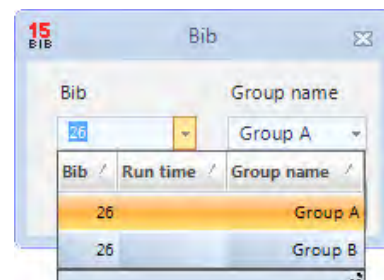 15
BIB
Bib
Bib Group name
26 Group A
Bib Run time Group name
26 Group A
26 Group B